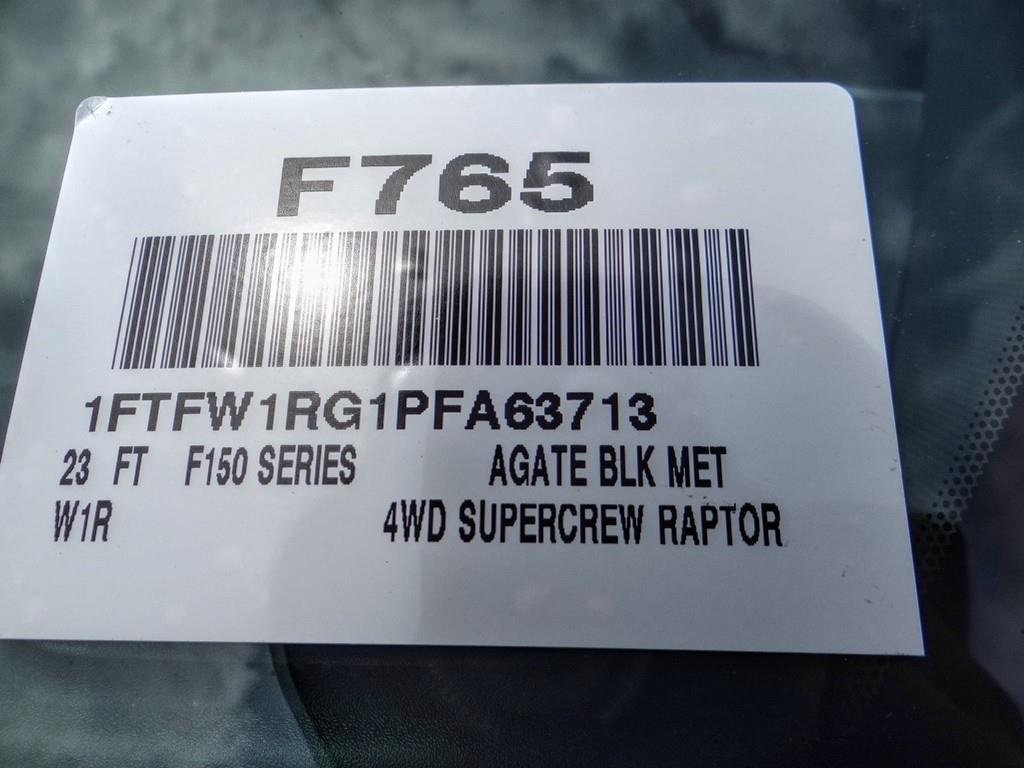 F765
1FTFW1RG1PFA63713
23 FT F150 SERIES AGATE BLK MET
W1R 4WD SUPERCREW RAPTOR